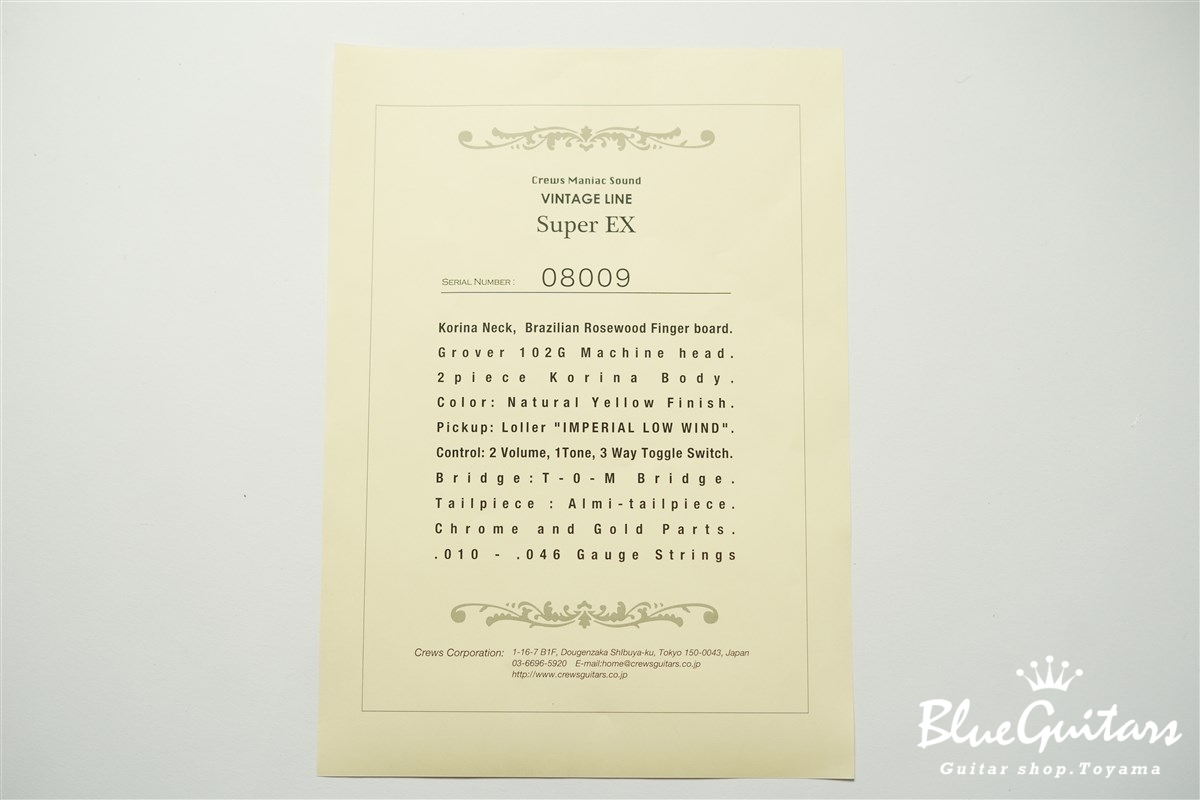 Crews Maniac Sound
VINTAGE LINE
Super EX
SERIAL NUMBER : 08009
Korina Neck, Brazilian Rosewood Finger board.
Grover 102G Machine head.
2piece Korina Body.
Color: Natural Yellow Finish.
Pickup: Loller "IMPERIAL LOW WIND".
Control: 2 Volume, 1Tone, 3 Way Toggle Switch.
Bridge:T-O-M Bridge.
Tailpiece : Almi-tailpiece.
Chrome and Gold Parts.
.010 - .046 Gauge Strings
Crews Corporation: 1-16-7 B1F, Dougenzaka ShIbuya-ku, Tokyo 150-0043, Japan
03-6696-5920 E-mail:home@crewsguitars.co.jp
http://www.crewsguitars.co.jp
BlueGuitars
Guitar shop.Toyama